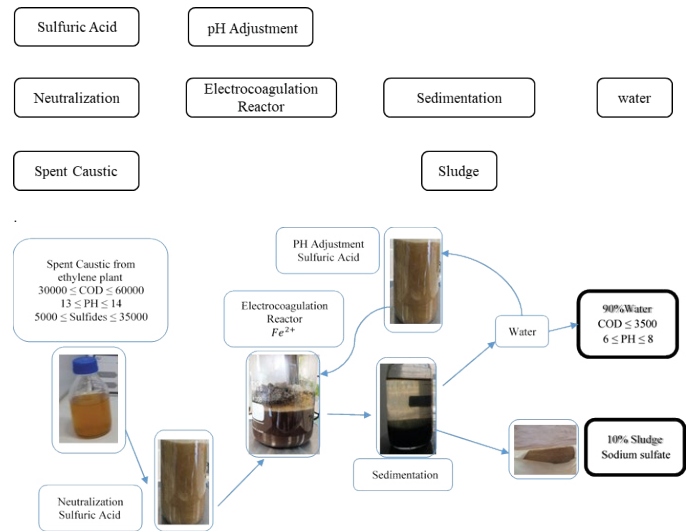 Sulfuric Acid
pH Adjustment
Neutralization
Electrocoagulation
Reactor
Sedimentation
water
Spent Caustic
Sludge
.
Spent Caustic from
ethylene plant
30000 ≤ COD ≤ 60000
13 ≤ PH ≤ 14
5000 ≤ Sulfides ≤ 35000
PH Adjustment
Sulfuric Acid
Electrocoagulation
Reactor
Fe²⁺
Water
90%Water
COD ≤ 3500
6 ≤ PH ≤ 8
10% Sludge
Sodium sulfate
Sedimentation
Neutralization
Sulfuric Acid